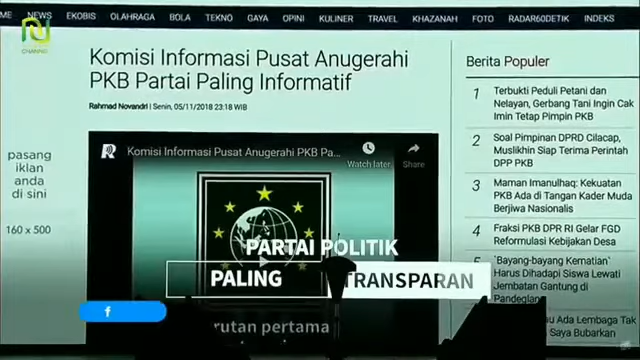 NEWS EKOBIS OLAHRAGA BOLA TEKNO GAYA OPINI KULINER TRAVEL KHAZANAH FOTO RADAR60DETIK INDEKS
CHANNEL
Komisi Informasi Pusat Anugerahi
PKB Partai Paling Informatif
Rahmad Novandri | Senin, 05/11/2018 23:18 WIB
pasang
iklan
anda
di sini
160 x 500
Komisi Informasi Pusat Anugerahi PKB Pa...
Watch later
Share
PARTAI POLITIK
PALING TRANSPARAN
rutan pertama
f
Berita Populer
1 Terbukti Peduli Petani dan
Nelayan, Gerbang Tani Ingin Cak
Imin Tetap Pimpin PKB
2 Soal Pimpinan DPRD Cilacap,
Muslikhin Siap Terima Perintah
DPP PKB
3 Maman Imanulhaq: Kekuatan
PKB Ada di Tangan Kader Muda
Berjiwa Nasionalis
4 Fraksi PKB DPR RI Gelar FGD
Reformulasi Kebijakan Desa
5 `Bayang-bayang Kematian`
Harus Dihadapi Siswa Lewati
Jembatan Gantung di
Pandeglang
Ada Lembaga Tak
Saya Bubarkan